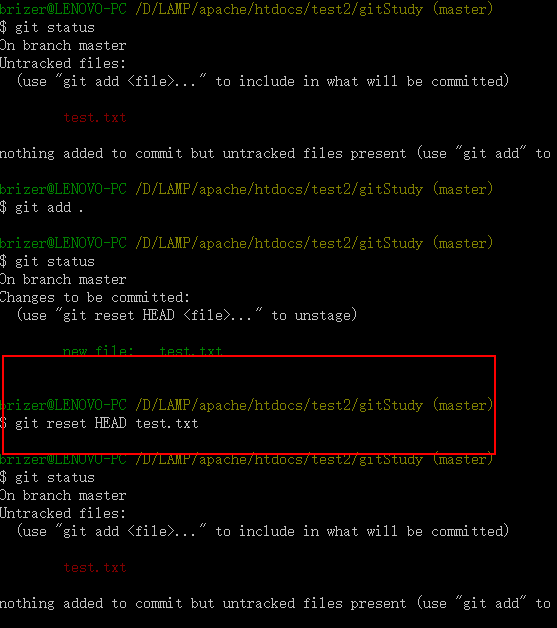 brizer@LENOVO-PC /D/LAMP/apache/htdocs/test2/gitStudy (master)
$ git status
On branch master
Untracked files:
  (use "git add <file>..." to include in what will be committed)
        test.txt
nothing added to commit but untracked files present (use "git add" to
brizer@LENOVO-PC /D/LAMP/apache/htdocs/test2/gitStudy (master)
$ git add .
brizer@LENOVO-PC /D/LAMP/apache/htdocs/test2/gitStudy (master)
$ git status
On branch master
Changes to be committed:
  (use "git reset HEAD <file>..." to unstage)
        new file:   test.txt
brizer@LENOVO-PC /D/LAMP/apache/htdocs/test2/gitStudy (master)
$ git reset HEAD test.txt
brizer@LENOVO-PC /D/LAMP/apache/htdocs/test2/gitStudy (master)
$ git status
On branch master
Untracked files:
  (use "git add <file>..." to include in what will be committed)
        test.txt
nothing added to commit but untracked files present (use "git add" to